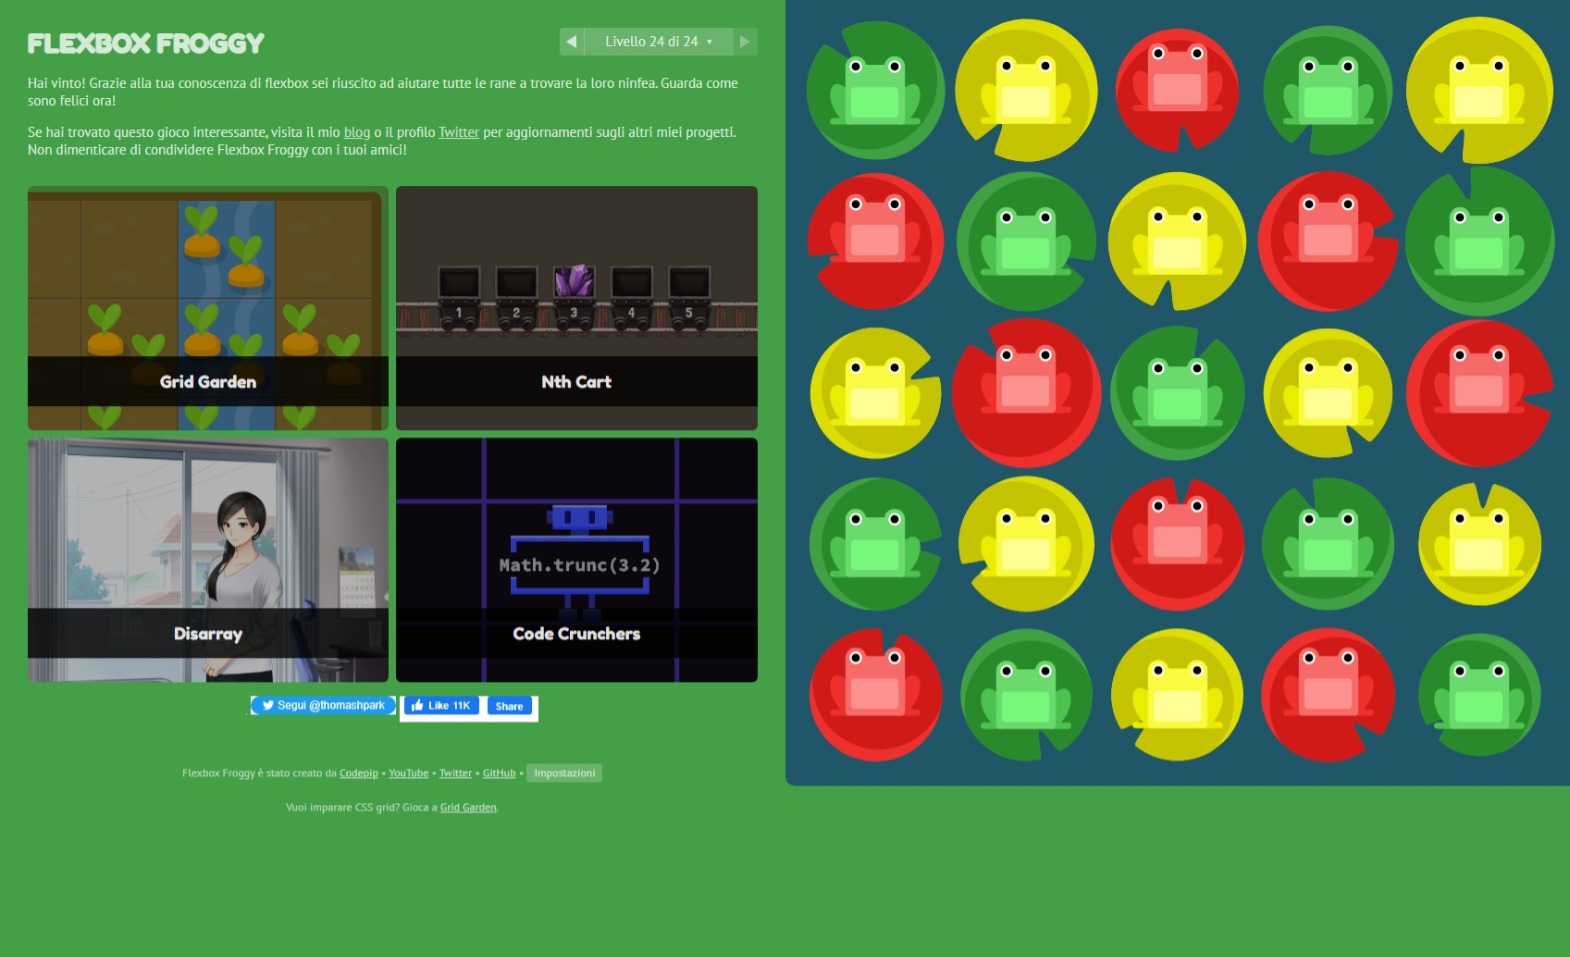 FLEXBOX FROGGY
Livello 24 di 24
Hai vinto! Grazie alla tua conoscenza di flexbox sei riuscito ad aiutare tutte le rane a trovare la loro ninfea. Guarda come
sono felici ora!
Se hai trovato questo gioco interessante, visita il mio blog o il profilo Twitter per aggiornamenti sugli altri miei progetti.
Non dimenticare di condividere Flexbox Froggy con i tuoi amici!
1 2 3 4 5
Grid Garden
Nth Cart
Math.trunc(3.2)
Disarray
Code Crunchers
Segui @thomashpark
Like 11K
Share
Flexbox Froggy è stato creato da Codepip • YouTube • Twitter • GitHub • Impostazioni
Vuoi imparare CSS grid? Gioca a Grid Garden.